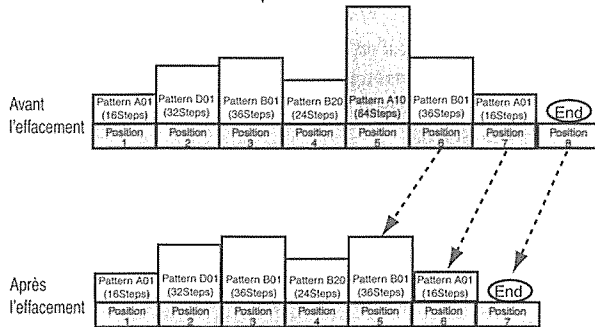 Avant
l'effacement
Pattern A01
(16Steps)
Pattern D01
(32Steps)
Pattern B01
(36Steps)
Pattern B20
(24Steps)
Pattern A10
(64Steps)
Pattern B01
(36Steps)
Pattern A01
(16Steps)
End
Position
1
Position
2
Position
3
Position
4
Position
5
Position
6
Position
7
Position
8
Après
l'effacement
Pattern A01
(16Steps)
Pattern D01
(32Steps)
Pattern B01
(36Steps)
Pattern B20
(24Steps)
Pattern B01
(36Steps)
Pattern A01
(16Steps)
End
Position
1
Position
2
Position
3
Position
4
Position
5
Position
6
Position
7